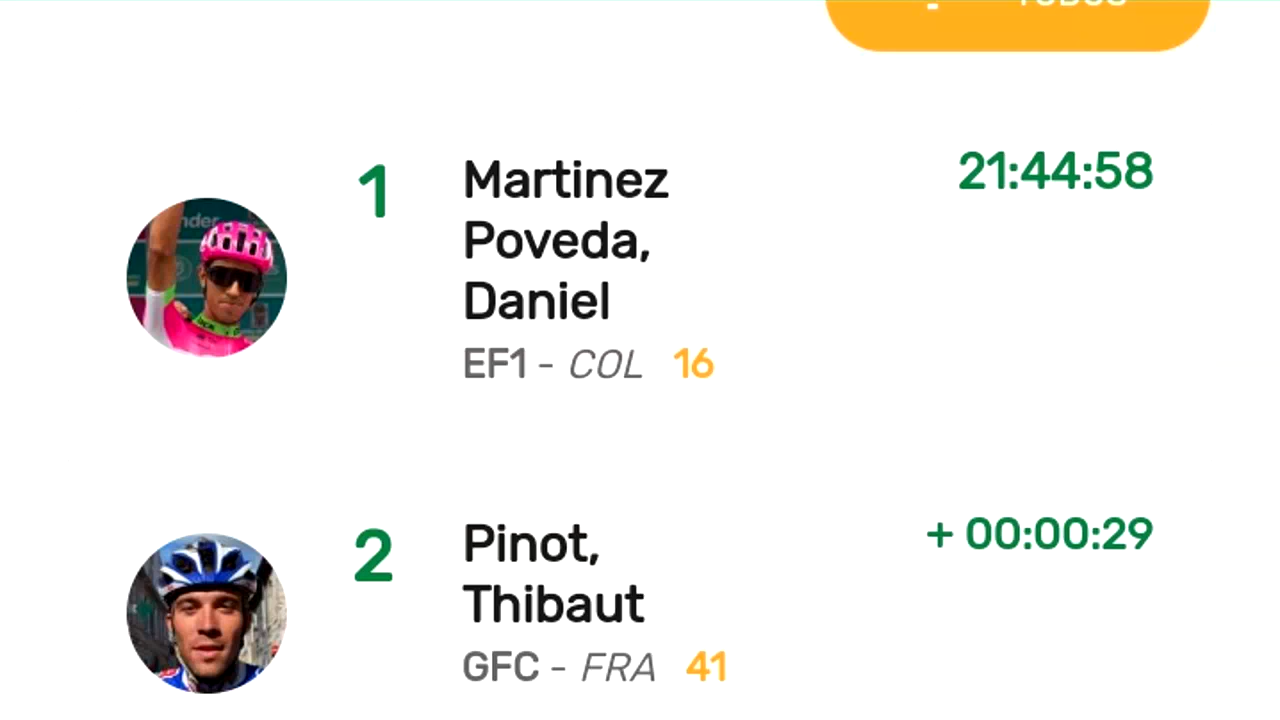 1
Martinez
Poveda,
Daniel
21:44:58
EF1 - COL 16
2
Pinot,
Thibaut
+ 00:00:29
GFC - FRA 41